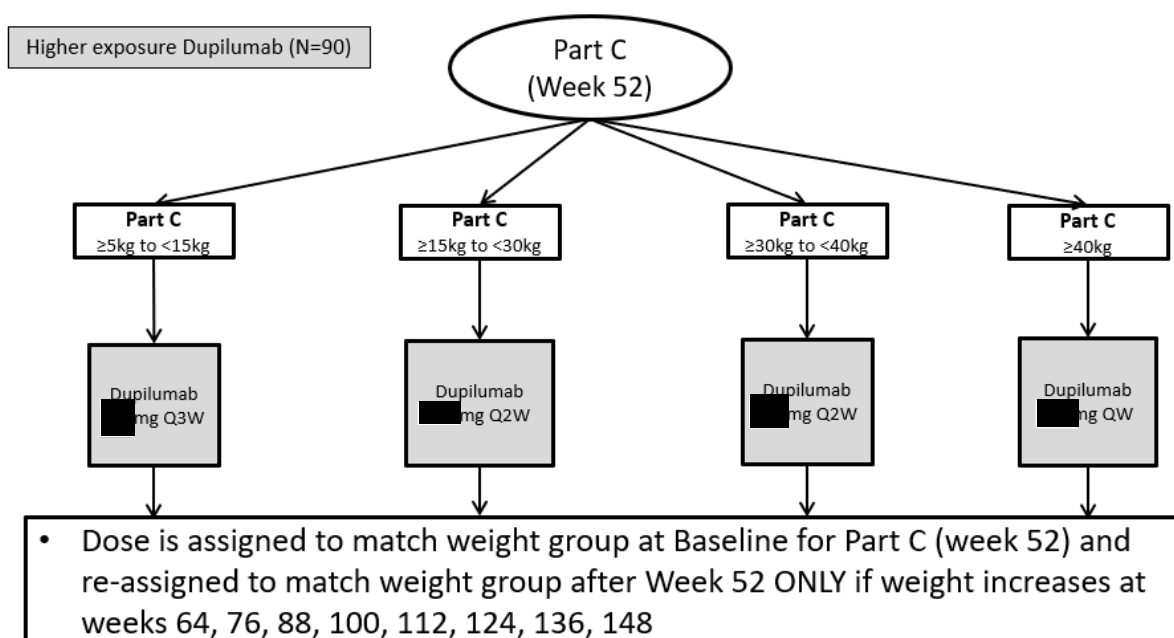 Higher exposure Dupilumab (N=90)
Part C
(Week 52)
Part C
≥5kg to <15kg
Part C
≥15kg to <30kg
Part C
≥30kg to <40kg
Part C
≥40kg
Dupilumab
mg Q3W
Dupilumab
mg Q2W
Dupilumab
mg Q2W
Dupilumab
mg QW
• Dose is assigned to match weight group at Baseline for Part C (week 52) and
re-assigned to match weight group after Week 52 ONLY if weight increases at
weeks 64, 76, 88, 100, 112, 124, 136, 148